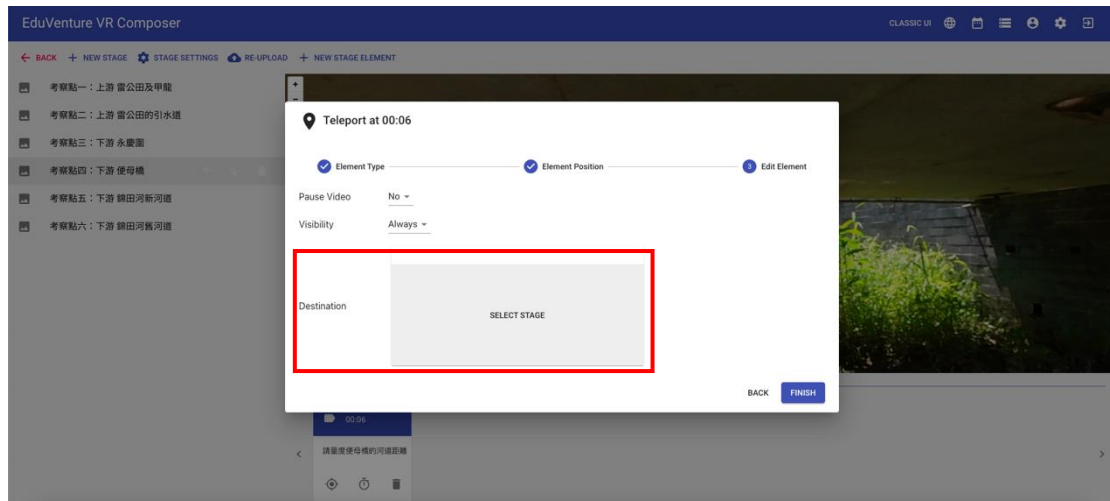 EduVenture VR Composer
CLASSIC UI
BACK NEW STAGE STAGE SETTINGS RE-UPLOAD NEW STAGE ELEMENT
考察點一：上游 雷公田及甲龍
考察點二：上游 雷公田的引水道
考察點三：下游 永慶圍
考察點四：下游 便母橋
考察點五：下游 錦田河新河道
考察點六：下游 錦田河舊河道
Teleport at 00:06
Element Type
Element Position
3 Edit Element
Pause Video No
Visibility Always
Destination
SELECT STAGE
BACK FINISH
00:06
請量度便母橋的河道距離